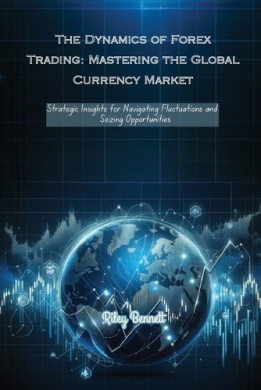 The Dynamics of Forex
Trading: Mastering the Global
Currency Market
Strategic Insights for Navigating Fluctuations and
Seizing Opportunities
Riley Bennett